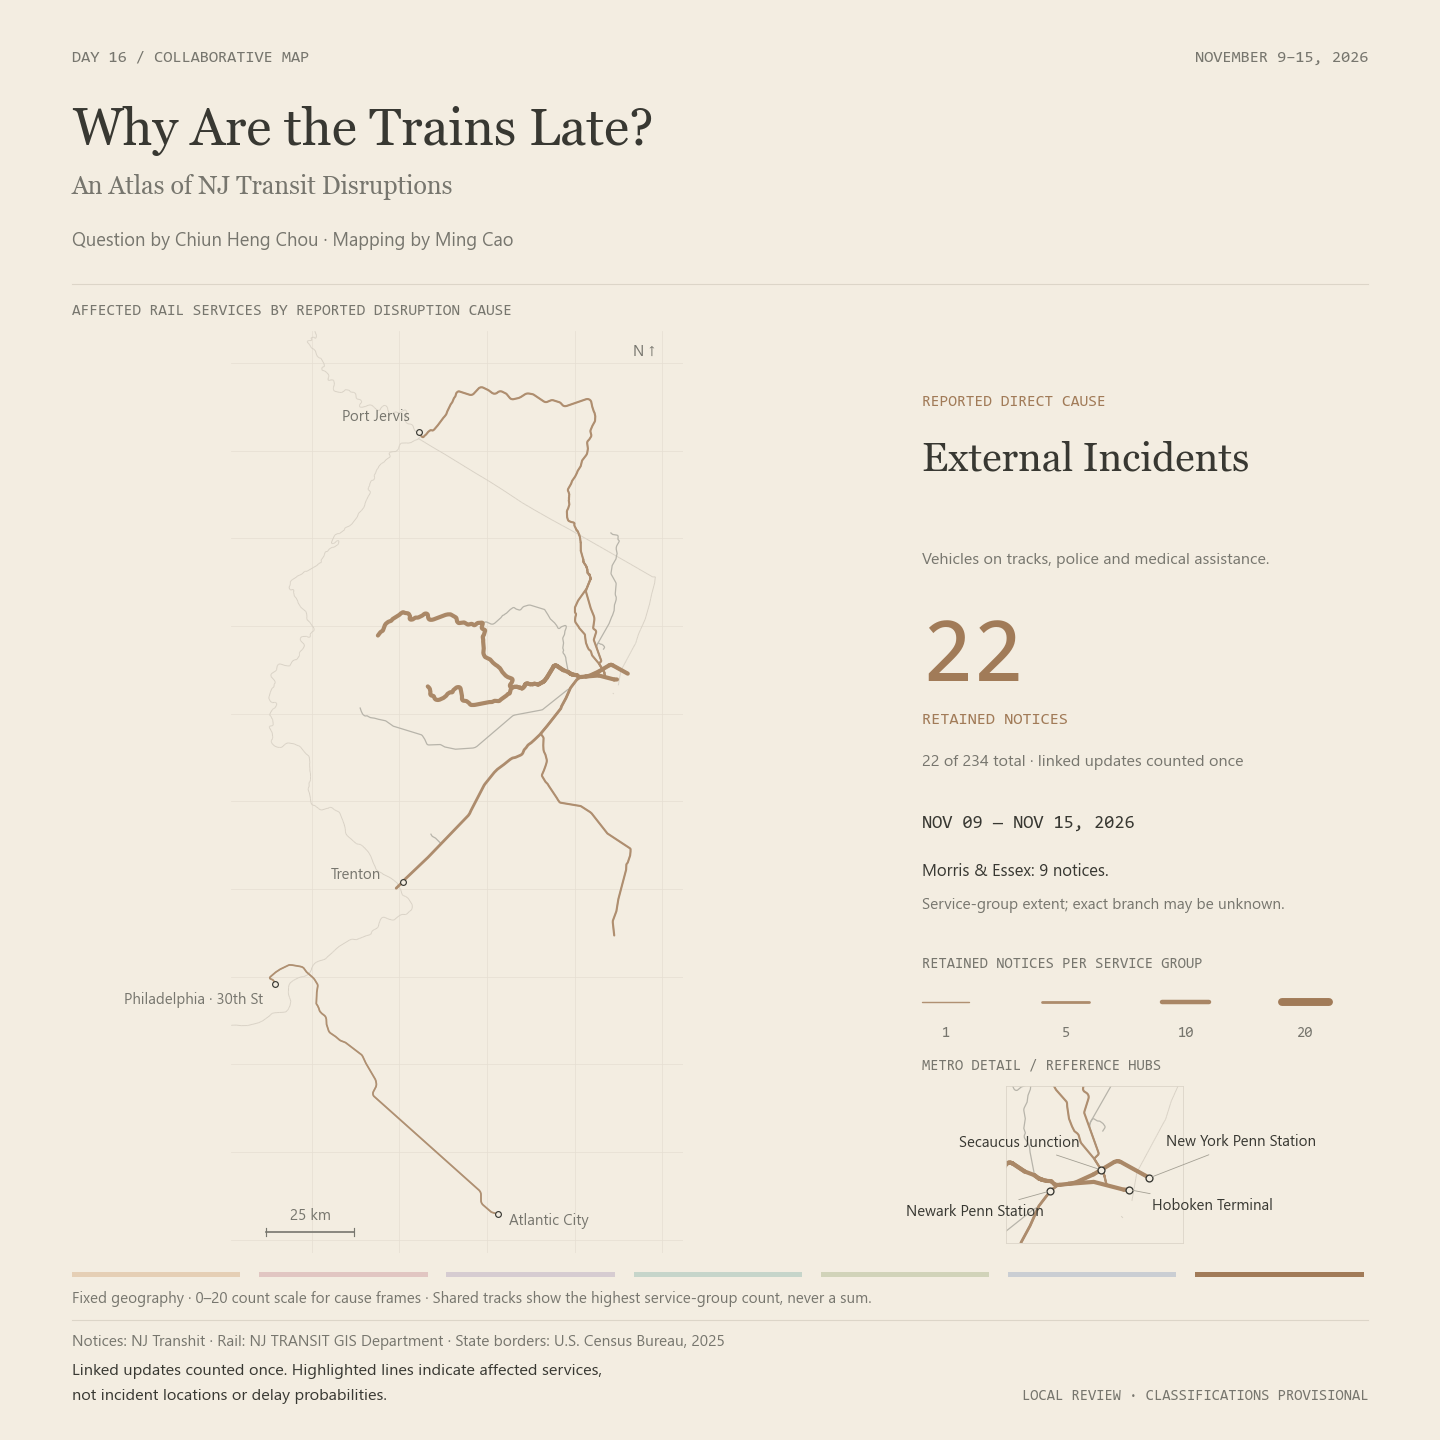 DAY 16 / COLLABORATIVE MAP
NOVEMBER 9–15, 2026
Why Are the Trains Late?
An Atlas of NJ Transit Disruptions
Question by Chiun Heng Chou · Mapping by Ming Cao
AFFECTED RAIL SERVICES BY REPORTED DISRUPTION CAUSE
N ↑
Port Jervis
Trenton
Philadelphia · 30th St
Atlantic City
25 km
REPORTED DIRECT CAUSE
External Incidents
Vehicles on tracks, police and medical assistance.
22
RETAINED NOTICES
22 of 234 total · linked updates counted once
NOV 09 — NOV 15, 2026
Morris & Essex: 9 notices.
Service-group extent; exact branch may be unknown.
RETAINED NOTICES PER SERVICE GROUP
1 5 10 20
METRO DETAIL / REFERENCE HUBS
Secaucus Junction
New York Penn Station
Newark Penn Station
Hoboken Terminal
Fixed geography · 0–20 count scale for cause frames · Shared tracks show the highest service-group count, never a sum.
Notices: NJ Transhit · Rail: NJ TRANSIT GIS Department · State borders: U.S. Census Bureau, 2025
Linked updates counted once. Highlighted lines indicate affected services,
not incident locations or delay probabilities.
LOCAL REVIEW · CLASSIFICATIONS PROVISIONAL